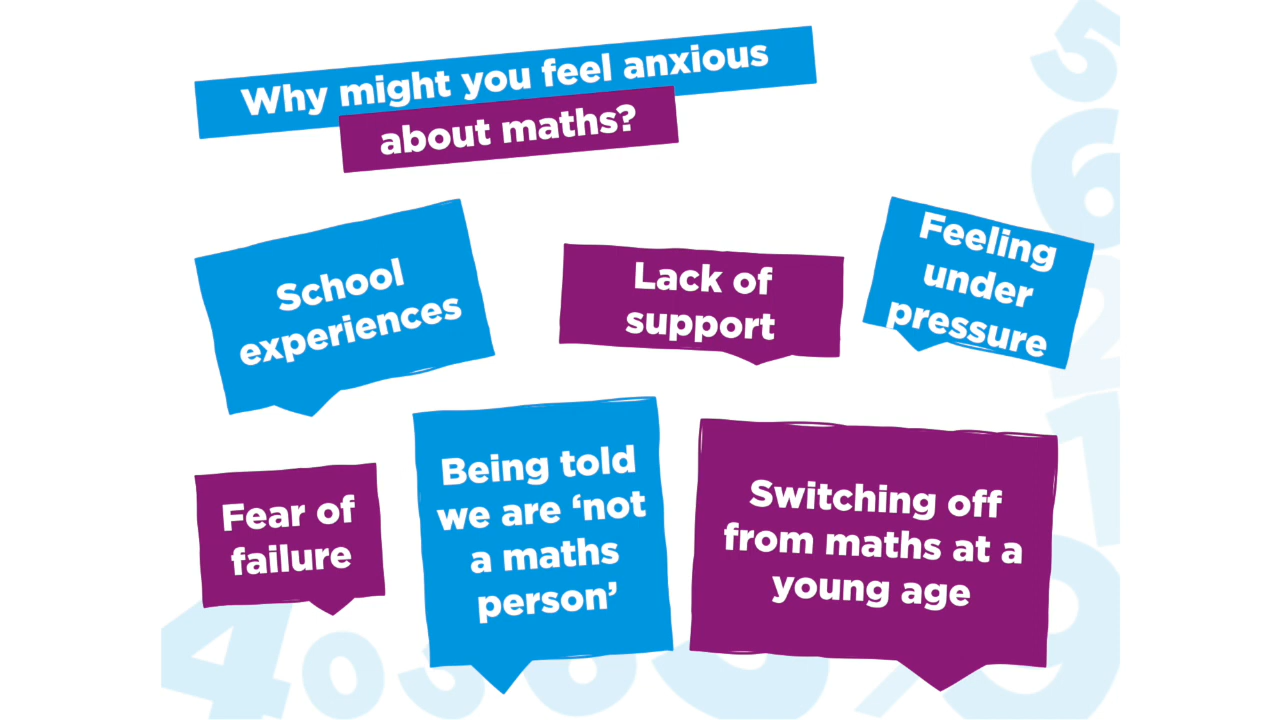 Why might you feel anxious
about maths?
School
experiences
Lack of
support
Feeling
under
pressure
Fear of
failure
Being told
we are ‘not
a maths
person’
Switching off
from maths at a
young age